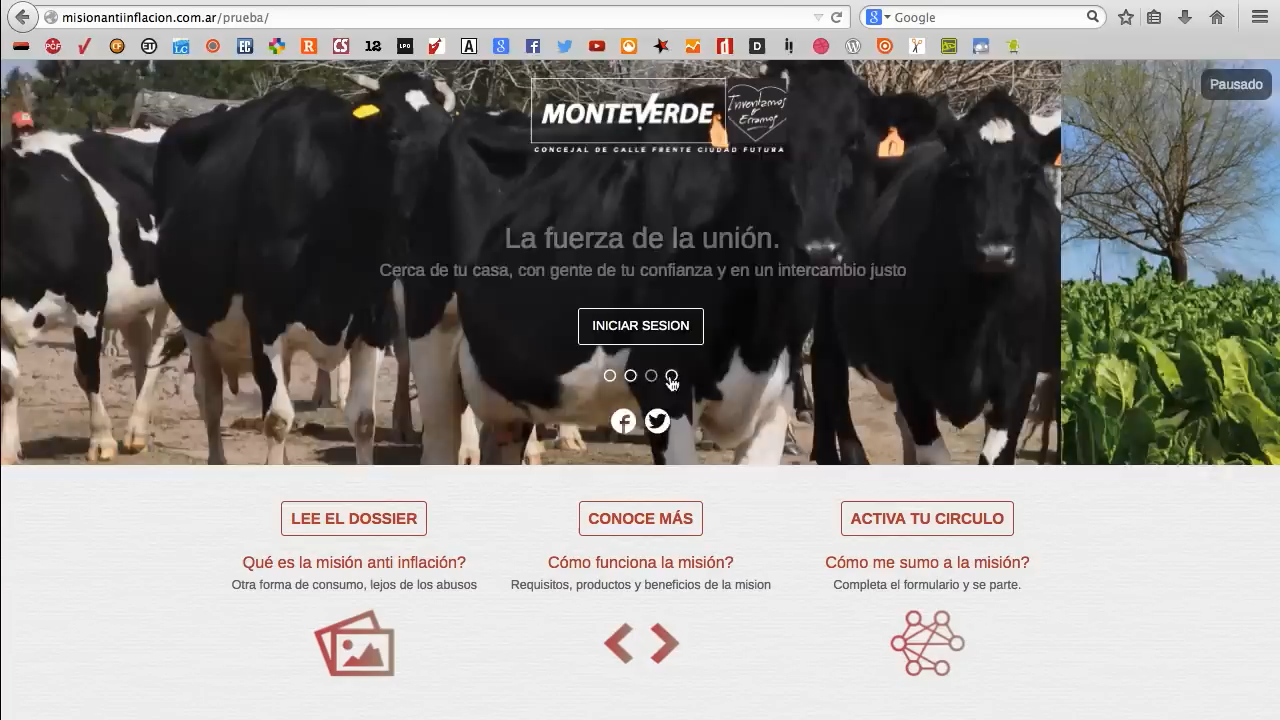 misionantiinflacion.com.ar/prueba/
Google
Pausado
MONTEVERDE
Inventamos
o
Erramos
CONCEJAL DE CALLE FRENTE CIUDAD FUTURA
La fuerza de la unión.
Cerca de tu casa, con gente de tu confianza y en un intercambio justo
INICIAR SESION
LEE EL DOSSIER
CONOCE MÁS
ACTIVA TU CIRCULO
Qué es la misión anti inflación?
Cómo funciona la misión?
Cómo me sumo a la misión?
Otra forma de consumo, lejos de los abusos
Requisitos, productos y beneficios de la mision
Completa el formulario y se parte.